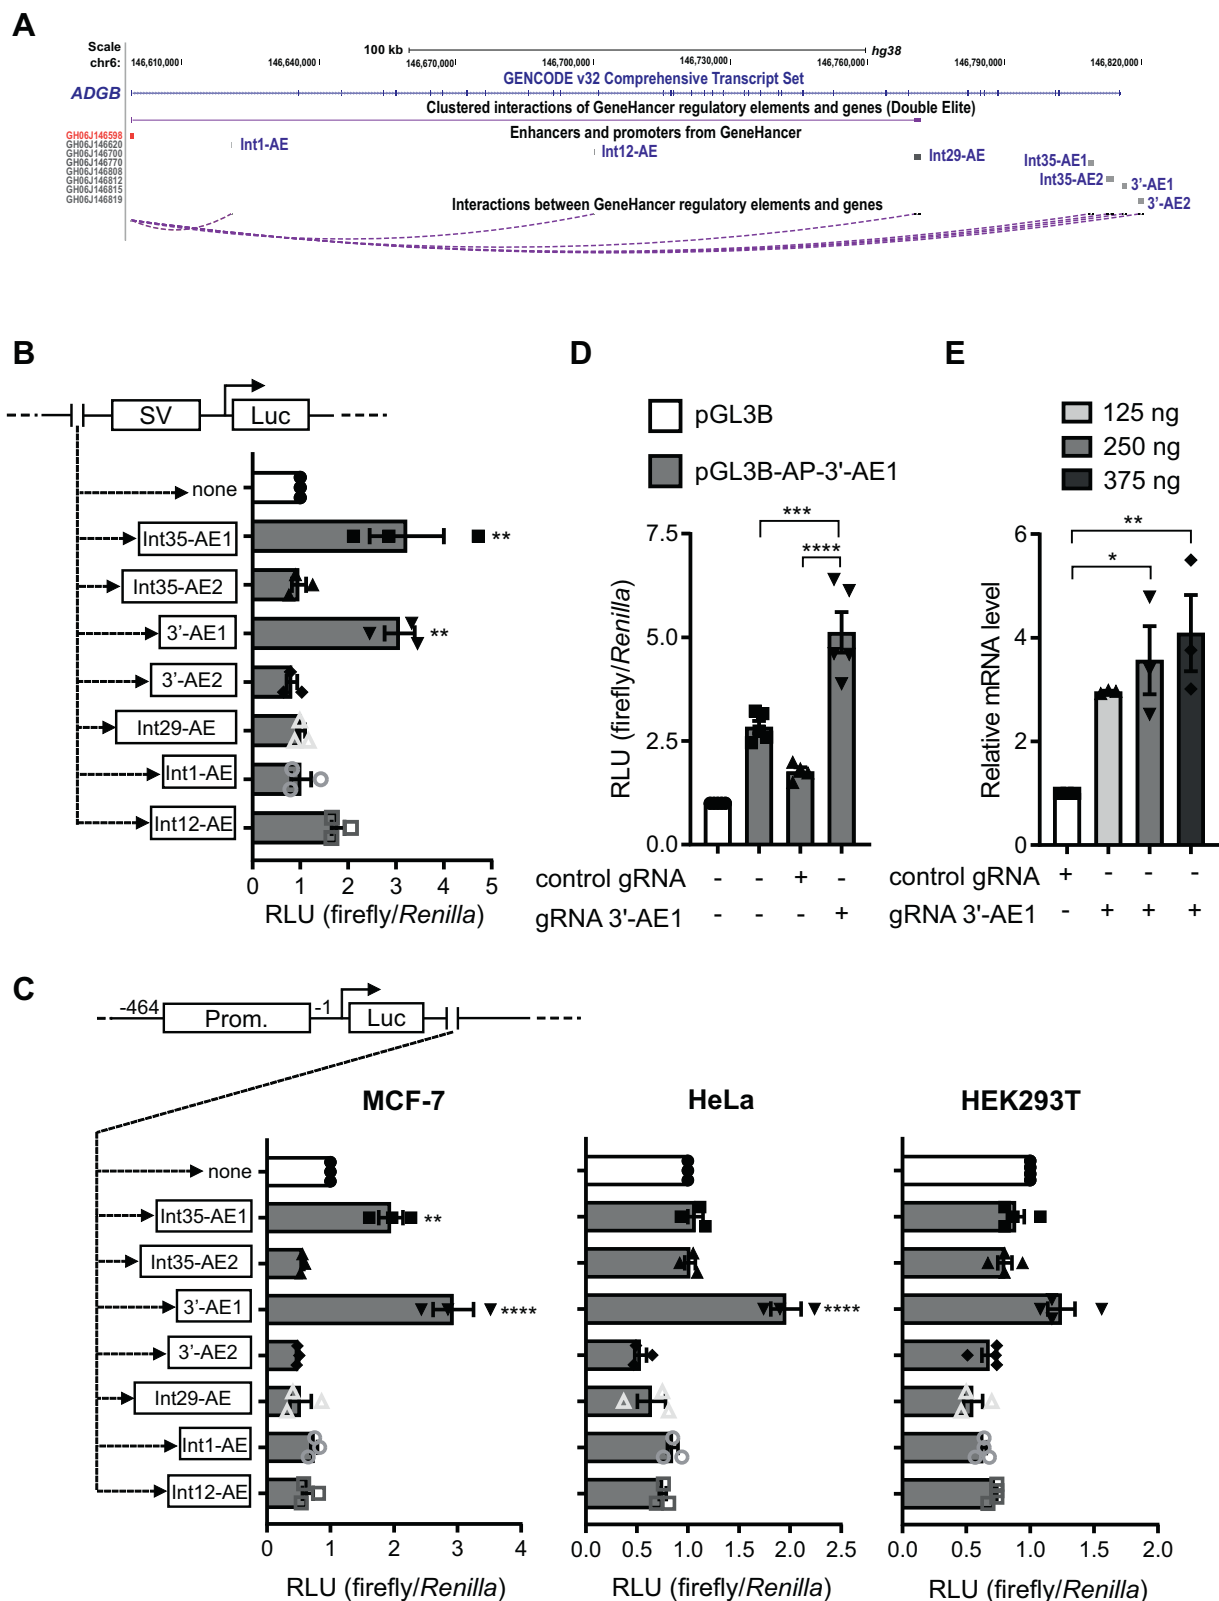 A
Scale
100 kb
hg38
chr6:
146,610,000
146,640,000
146,670,000
146,700,000
146,730,000
146,760,000
146,790,000
146,820,000
GENCODE v32 Comprehensive Transcript Set
ADGB
Clustered interactions of GeneHancer regulatory elements and genes (Double Elite)
Enhancers and promoters from GeneHancer
GH06J146598
GH06J146620
GH06J146700
GH06J146770
GH06J146808
GH06J146812
GH06J146815
GH06J146819
Int1-AE
Int12-AE
Int29-AE
Int35-AE1
Int35-AE2
3'-AE1
3'-AE2
Interactions between GeneHancer regulatory elements and genes
B
SV
Luc
none
Int35-AE1
**
Int35-AE2
3'-AE1
**
3'-AE2
Int29-AE
Int1-AE
Int12-AE
0 1 2 3 4 5
RLU (firefly/Renilla)
D
pGL3B
pGL3B-AP-3'-AE1
***
****
7.5
5.0
2.5
0.0
RLU (firefly/Renilla)
control gRNA - - + -
gRNA 3'-AE1 - - - +
E
125 ng
250 ng
375 ng
**
*
6
4
2
0
Relative mRNA level
control gRNA + - - -
gRNA 3'-AE1 - + + +
C
-464
Prom.
-1
Luc
MCF-7
HeLa
HEK293T
none
Int35-AE1
**
Int35-AE2
3'-AE1
****
****
3'-AE2
Int29-AE
Int1-AE
Int12-AE
0 1 2 3 4
RLU (firefly/Renilla)
0.0 0.5 1.0 1.5 2.0 2.5
RLU (firefly/Renilla)
0.0 0.5 1.0 1.5 2.0
RLU (firefly/Renilla)